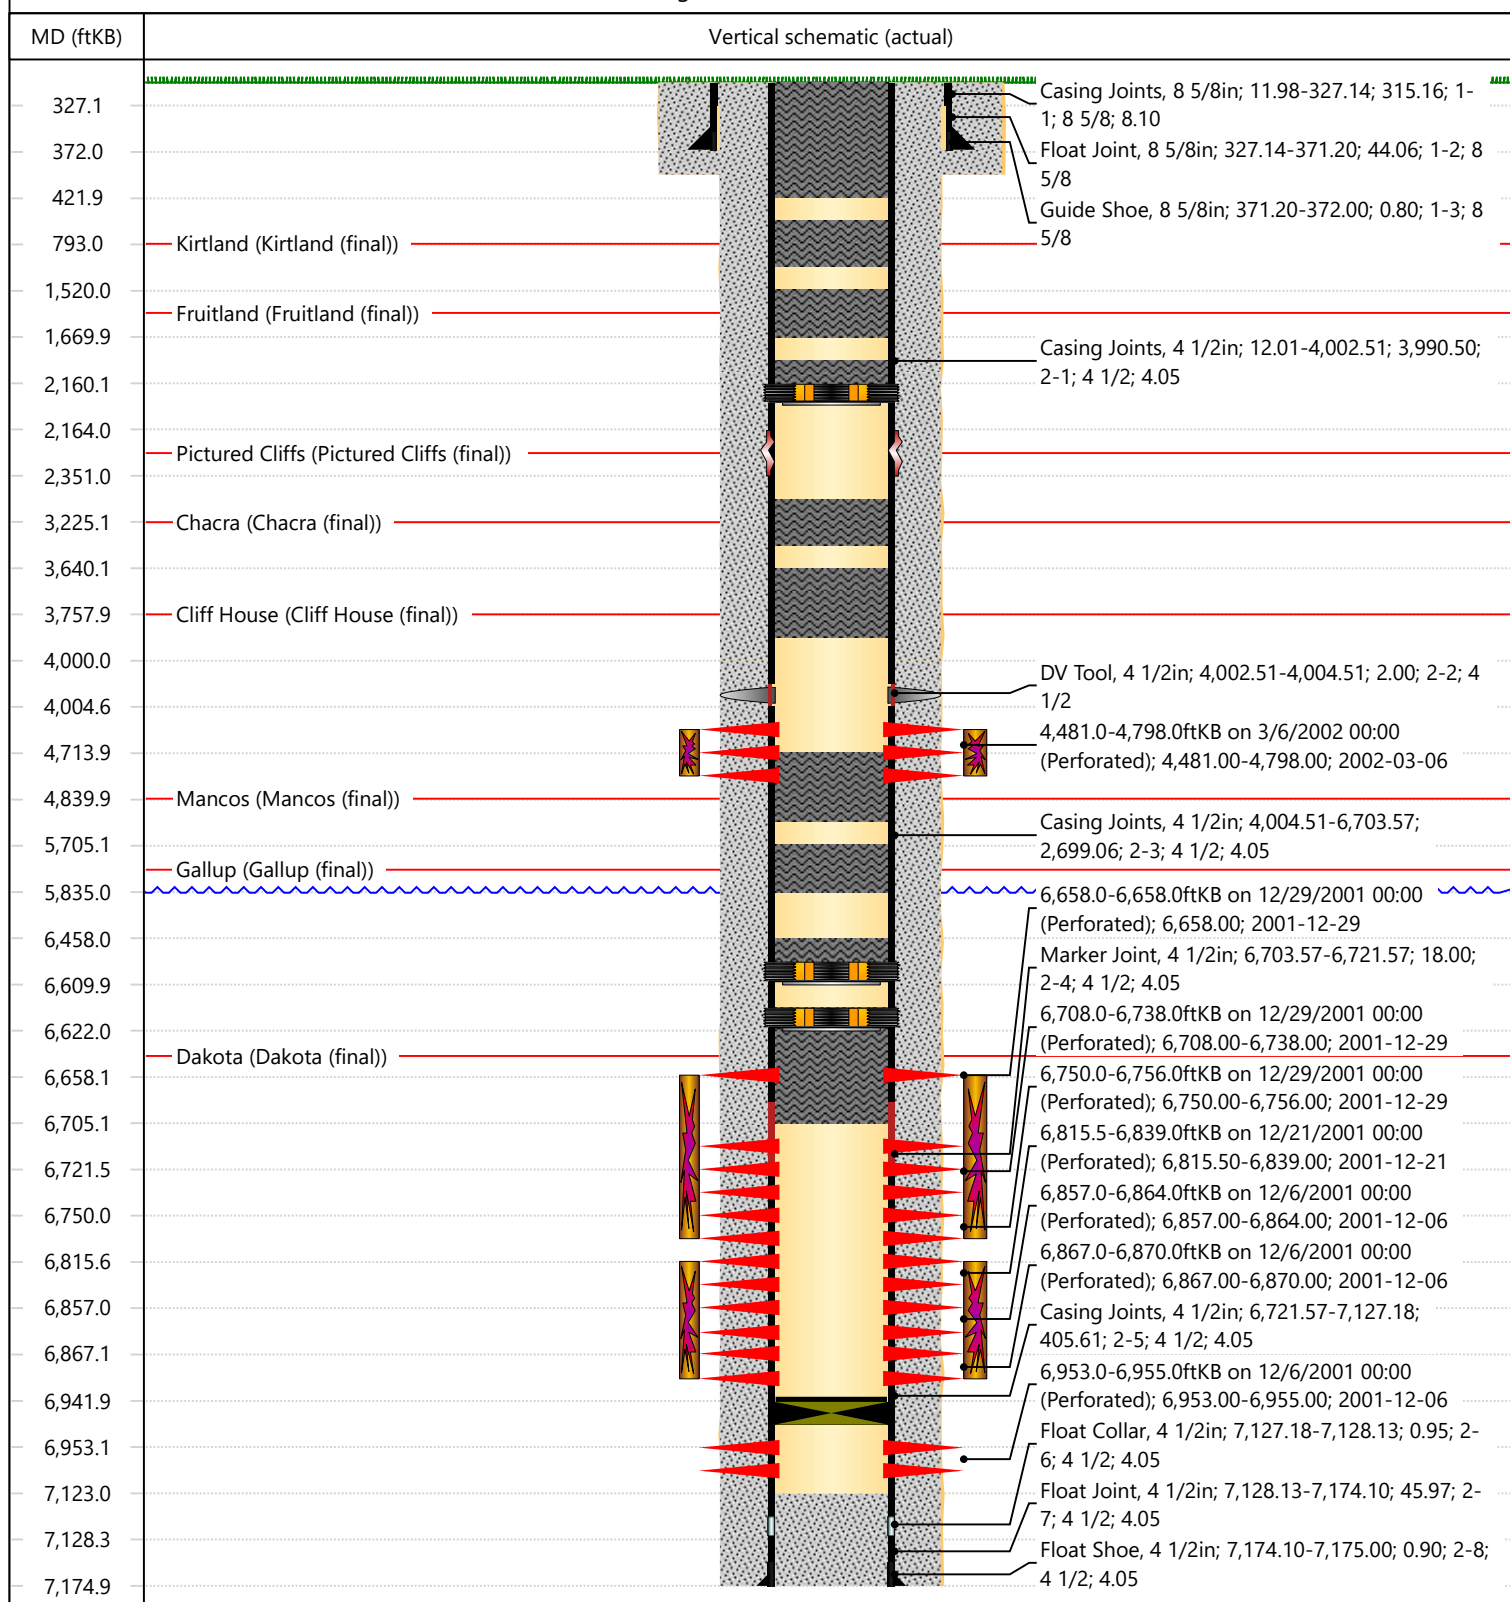 MD (ftKB)
Vertical schematic (actual)
327.1
372.0
421.9
793.0
1,520.0
1,669.9
2,160.1
2,164.0
2,351.0
3,225.1
3,640.1
3,757.9
4,000.0
4,004.6
4,713.9
4,839.9
5,705.1
5,835.0
6,458.0
6,609.9
6,622.0
6,658.1
6,705.1
6,721.5
6,750.0
6,815.6
6,857.0
6,867.1
6,941.9
6,953.1
7,123.0
7,128.3
7,174.9
Kirtland (Kirtland (final))
Fruitland (Fruitland (final))
Pictured Cliffs (Pictured Cliffs (final))
Chacra (Chacra (final))
Cliff House (Cliff House (final))
Mancos (Mancos (final))
Gallup (Gallup (final))
Dakota (Dakota (final))
Casing Joints, 8 5/8in; 11.98-327.14; 315.16; 1-
1; 8 5/8; 8.10
Float Joint, 8 5/8in; 327.14-371.20; 44.06; 1-2; 8
5/8
Guide Shoe, 8 5/8in; 371.20-372.00; 0.80; 1-3; 8
5/8
Casing Joints, 4 1/2in; 12.01-4,002.51; 3,990.50;
2-1; 4 1/2; 4.05
DV Tool, 4 1/2in; 4,002.51-4,004.51; 2.00; 2-2; 4
1/2
4,481.0-4,798.0ftKB on 3/6/2002 00:00
(Perforated); 4,481.00-4,798.00; 2002-03-06
Casing Joints, 4 1/2in; 4,004.51-6,703.57;
2,699.06; 2-3; 4 1/2; 4.05
6,658.0-6,658.0ftKB on 12/29/2001 00:00
(Perforated); 6,658.00; 2001-12-29
Marker Joint, 4 1/2in; 6,703.57-6,721.57; 18.00;
2-4; 4 1/2; 4.05
6,708.0-6,738.0ftKB on 12/29/2001 00:00
(Perforated); 6,708.00-6,738.00; 2001-12-29
6,750.0-6,756.0ftKB on 12/29/2001 00:00
(Perforated); 6,750.00-6,756.00; 2001-12-29
6,815.5-6,839.0ftKB on 12/21/2001 00:00
(Perforated); 6,815.50-6,839.00; 2001-12-21
6,857.0-6,864.0ftKB on 12/6/2001 00:00
(Perforated); 6,857.00-6,864.00; 2001-12-06
6,867.0-6,870.0ftKB on 12/6/2001 00:00
(Perforated); 6,867.00-6,870.00; 2001-12-06
Casing Joints, 4 1/2in; 6,721.57-7,127.18;
405.61; 2-5; 4 1/2; 4.05
6,953.0-6,955.0ftKB on 12/6/2001 00:00
(Perforated); 6,953.00-6,955.00; 2001-12-06
Float Collar, 4 1/2in; 7,127.18-7,128.13; 0.95; 2-
6; 4 1/2; 4.05
Float Joint, 4 1/2in; 7,128.13-7,174.10; 45.97; 2-
7; 4 1/2; 4.05
Float Shoe, 4 1/2in; 7,174.10-7,175.00; 0.90; 2-8;
4 1/2; 4.05